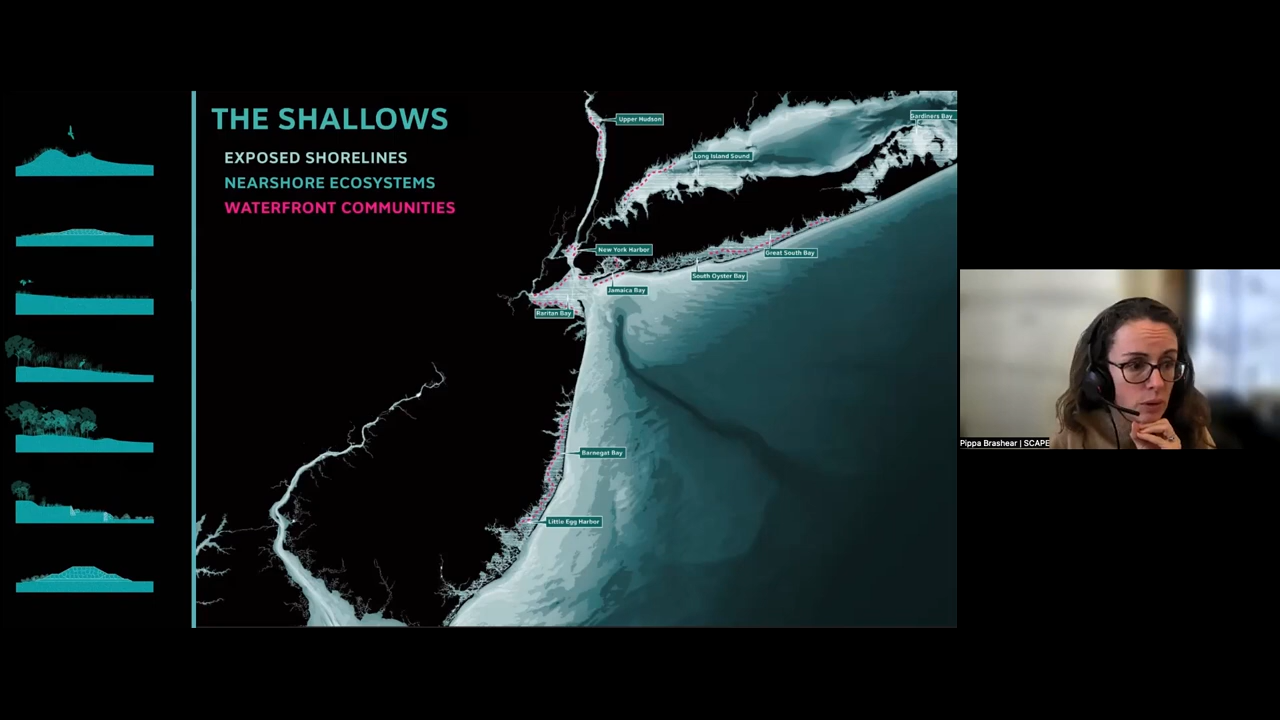 THE SHALLOWS
EXPOSED SHORELINES
NEARSHORE ECOSYSTEMS
WATERFRONT COMMUNITIES
Upper Hudson
Gardiners Bay
Long Island Sound
New York Harbor
Great South Bay
South Oyster Bay
Jamaica Bay
Raritan Bay
Barnegat Bay
Little Egg Harbor
Pippa Brashear | SCAPE